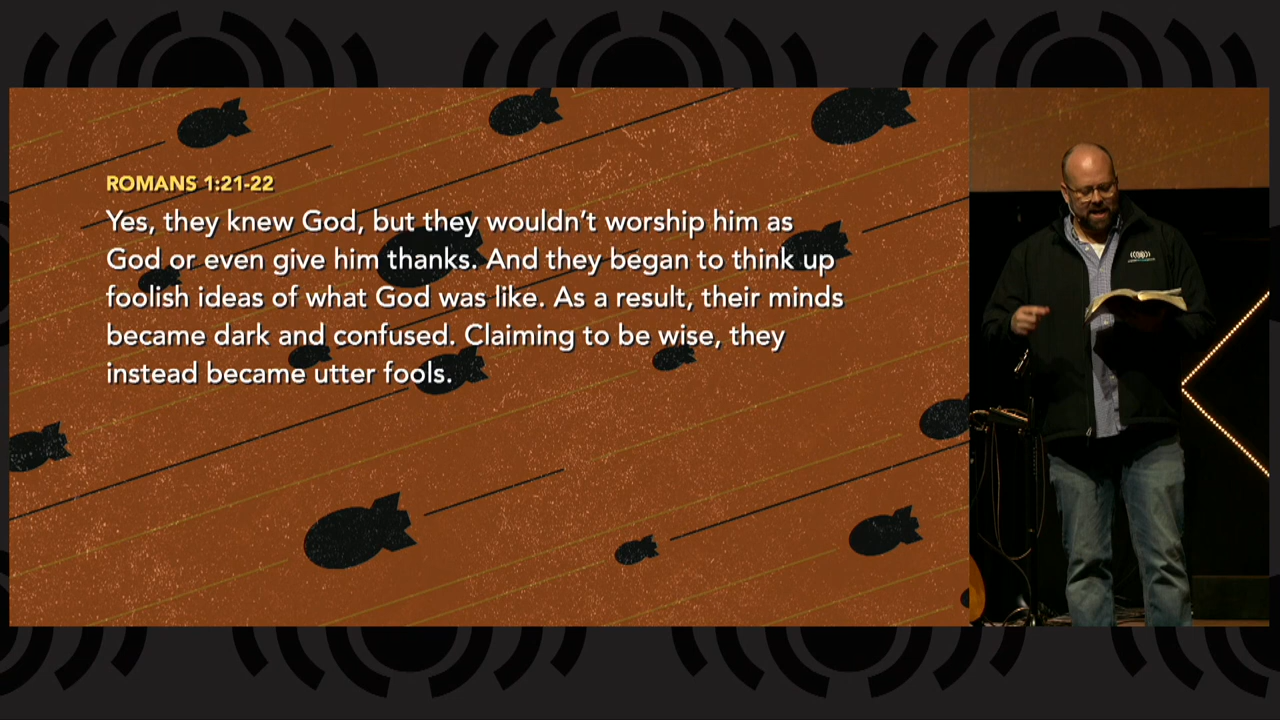 ROMANS 1:21-22
Yes, they knew God, but they wouldn't worship him as
God or even give him thanks. And they began to think up
foolish ideas of what God was like. As a result, their minds
became dark and confused. Claiming to be wise, they
instead became utter fools.